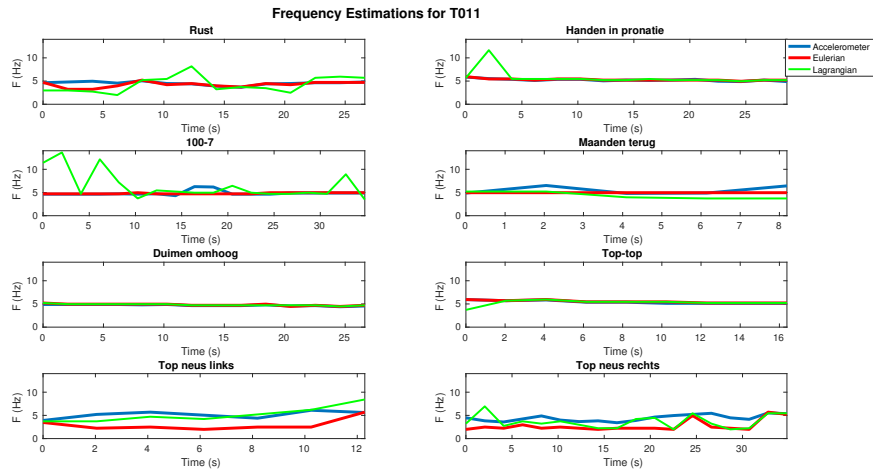 Frequency Estimations for T011
Rust
F (Hz)
10
5
0
0 5 10 15 20 25
Time (s)
Handen in pronatie
F (Hz)
10
5
0
0 5 10 15 20 25
Time (s)
Accelerometer
Eulerian
Lagrangian
100-7
F (Hz)
10
5
0
0 5 10 15 20 25 30
Time (s)
Maanden terug
F (Hz)
10
5
0
0 1 2 3 4 5 6 7 8
Time (s)
Duimen omhoog
F (Hz)
10
5
0
0 5 10 15 20 25
Time (s)
Top-top
F (Hz)
10
5
0
0 2 4 6 8 10 12 14 16
Time (s)
Top neus links
F (Hz)
10
5
0
0 2 4 6 8 10 12
Time (s)
Top neus rechts
F (Hz)
10
5
0
0 5 10 15 20 25 30
Time (s)